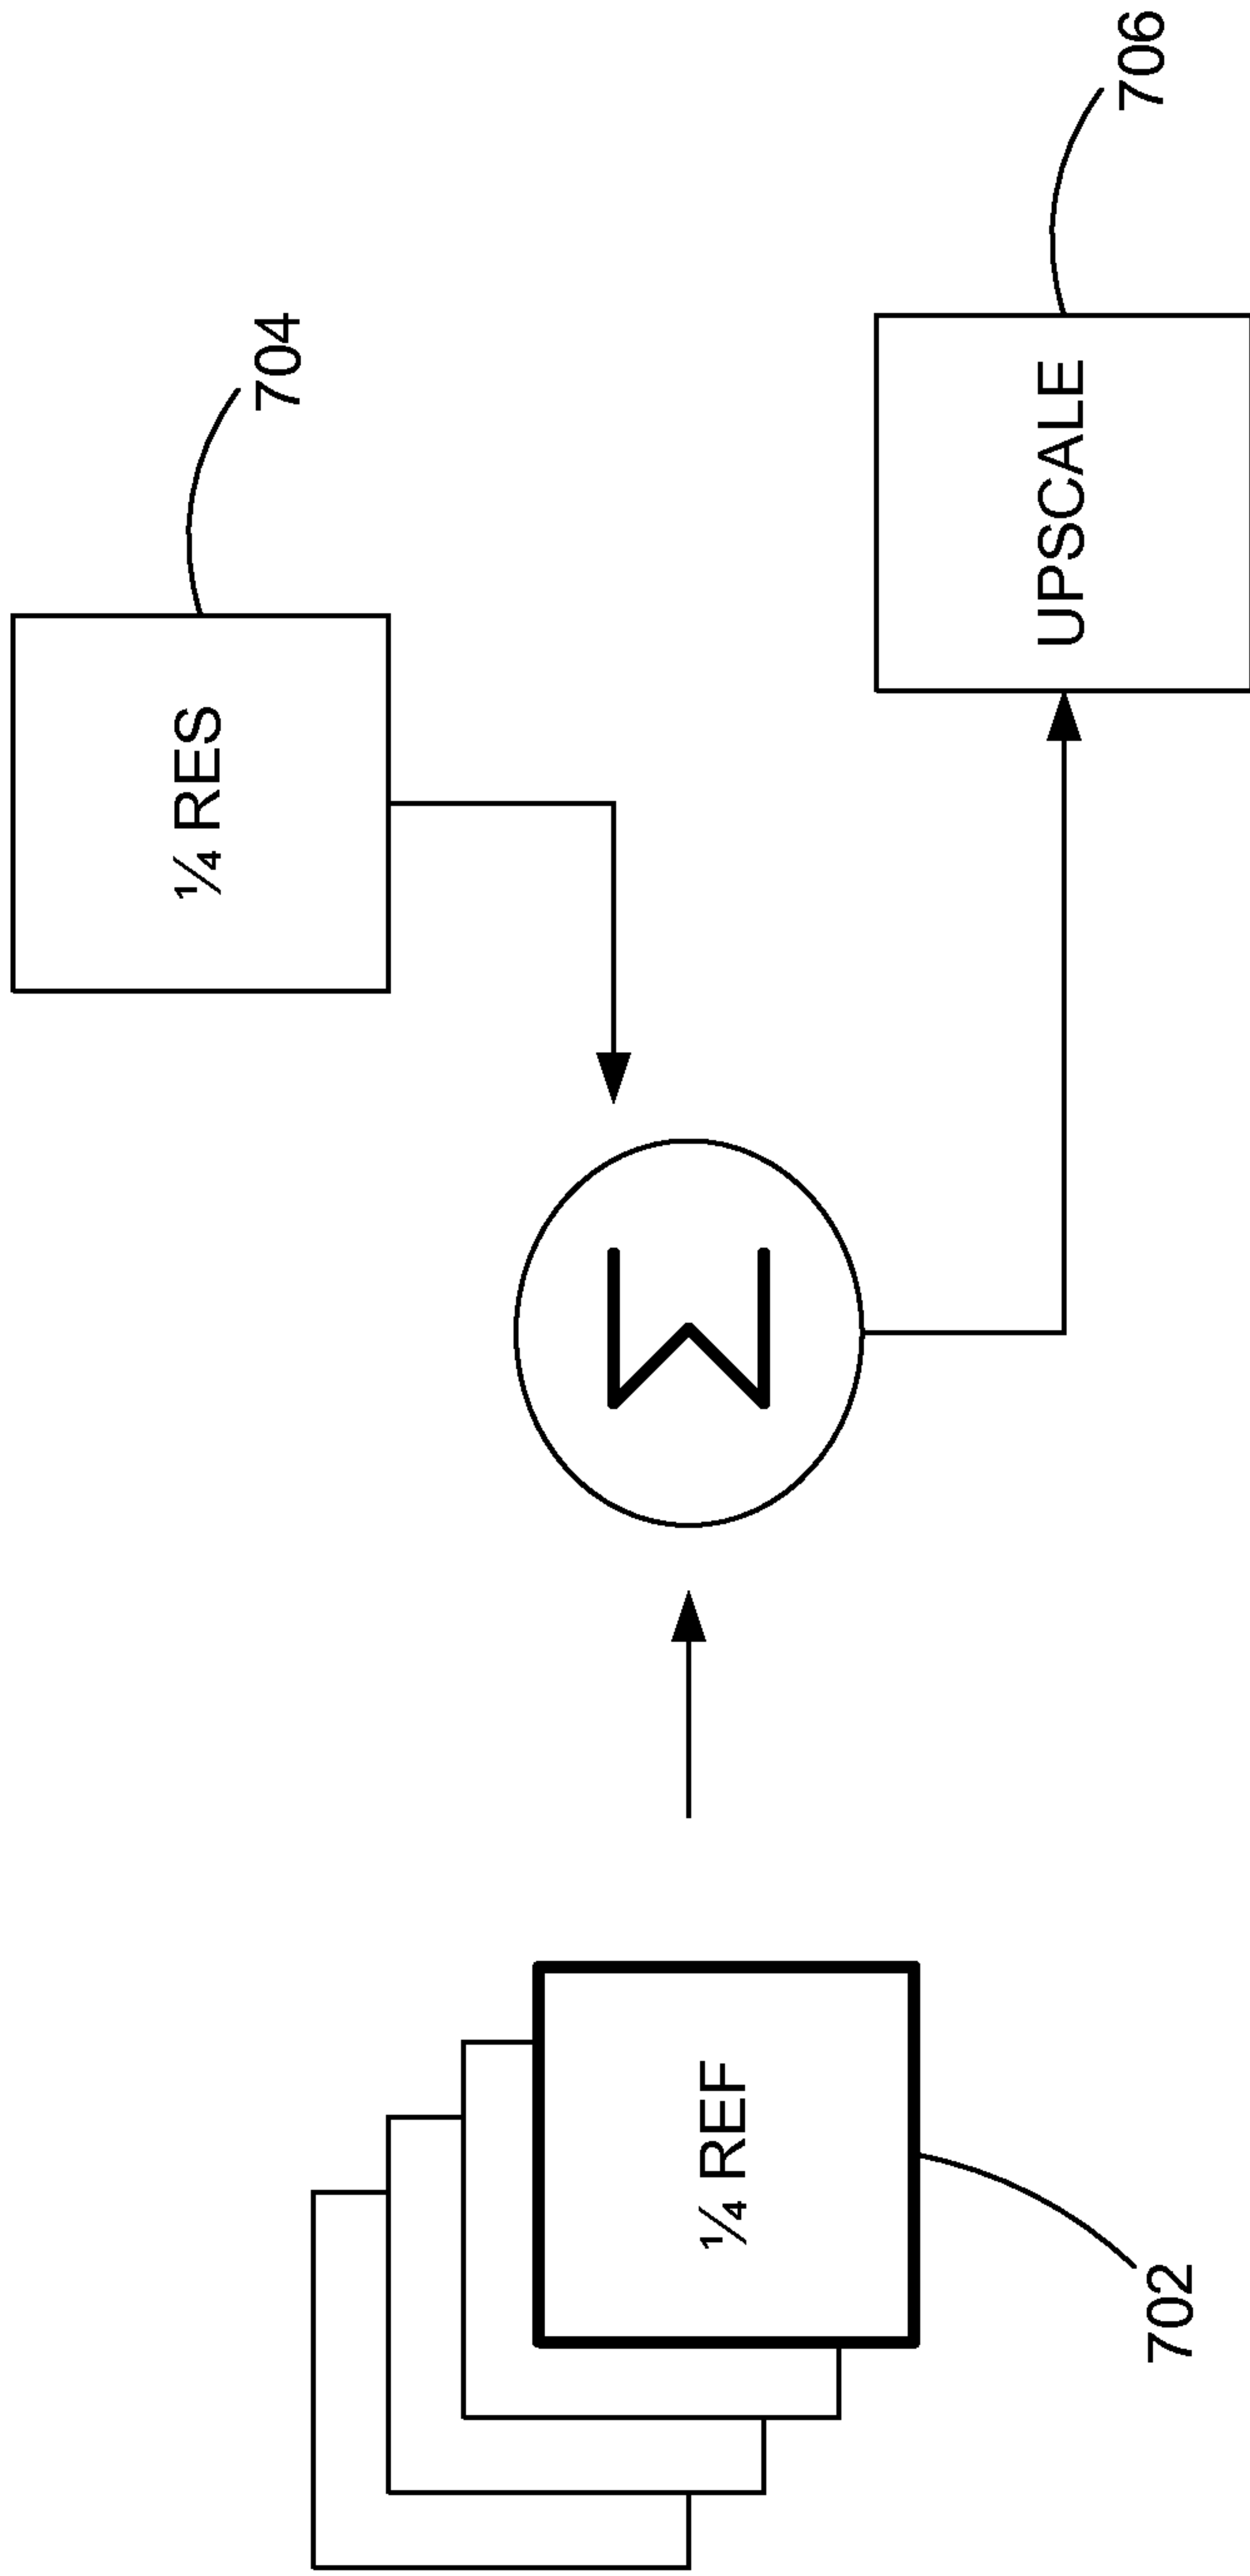 ¼ RES
704
¼ REF
702
Σ
UPSCALE
706